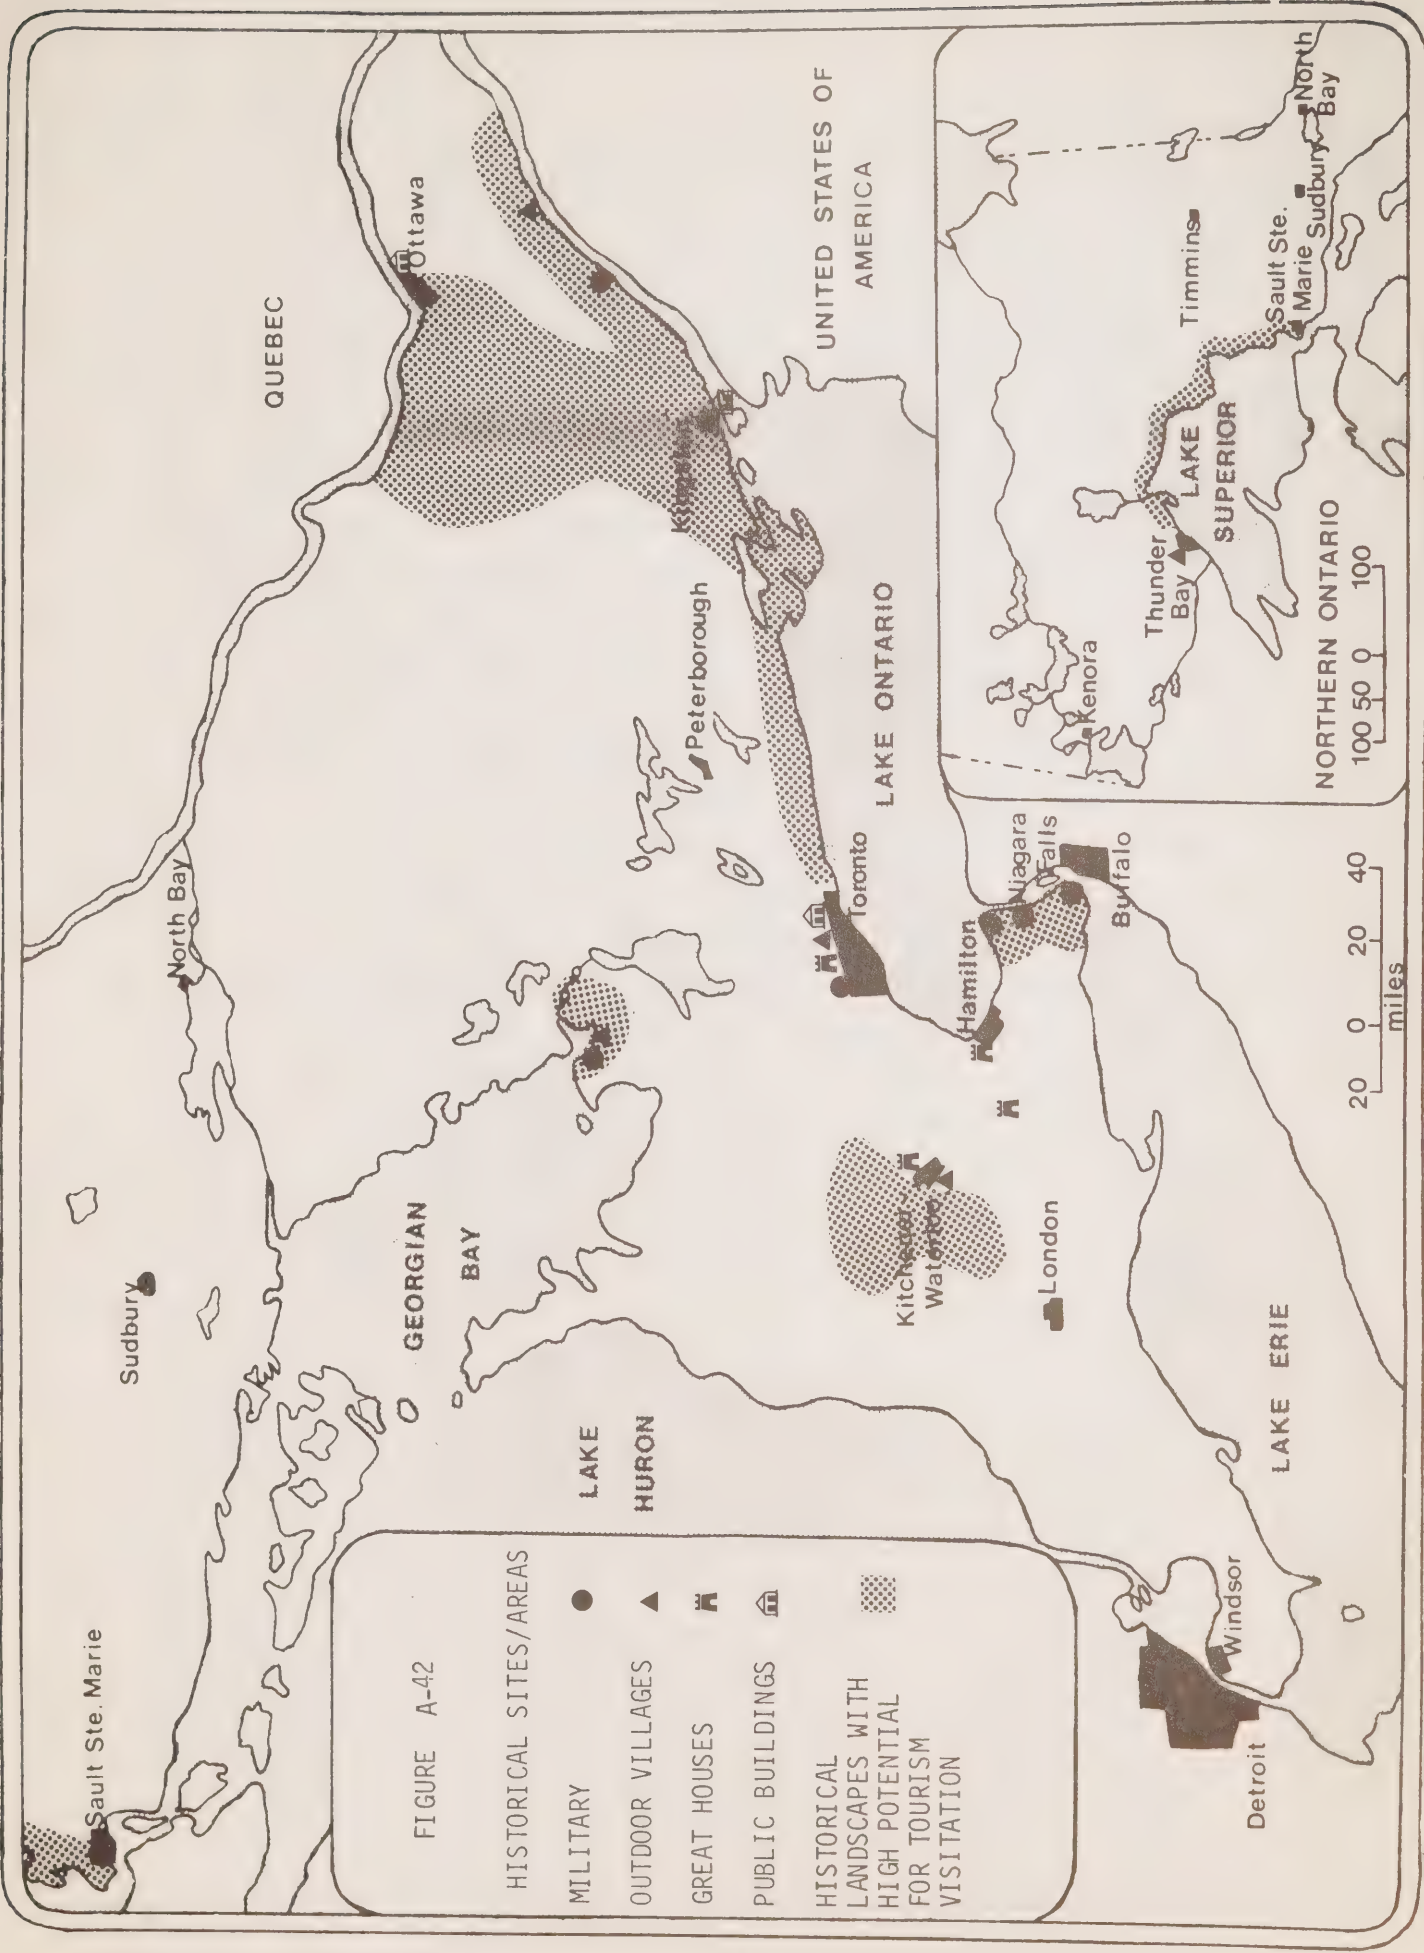 FIGURE A-42
HISTORICAL SITES/AREAS
MILITARY
OUTDOOR VILLAGES
GREAT HOUSES
PUBLIC BUILDINGS
HISTORICAL
LANDSCAPES WITH
HIGH POTENTIAL
FOR TOURISM
VISITATION
Sault Ste. Marie
Sudbury
North Bay
QUEBEC
Ottawa
GEORGIAN
BAY
LAKE
HURON
Peterborough
Kingston
UNITED STATES OF
AMERICA
Toronto
LAKE ONTARIO
Kitchener
Waterloo
Hamilton
Niagara
Falls
Buffalo
London
LAKE ERIE
Windsor
Detroit
20 0 20 40
miles
Kenora
Thunder
Bay
LAKE
SUPERIOR
Timmins
Sault Ste.
Marie
Sudbury
North
Bay
NORTHERN ONTARIO
100 50 0 100